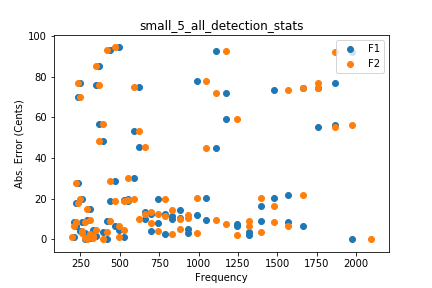 small_5_all_detection_stats
F1
F2
Abs. Error (Cents)
100
80
60
40
20
0
250 500 750 1000 1250 1500 1750 2000
Frequency